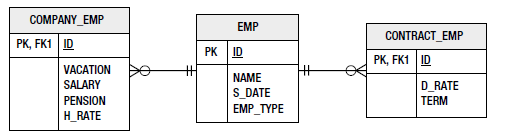 COMPANY_EMP
PK, FK1 ID
VACATION
SALARY
PENSION
H_RATE
EMP
PK ID
NAME
S_DATE
EMP_TYPE
CONTRACT_EMP
PK, FK1 ID
D_RATE
TERM